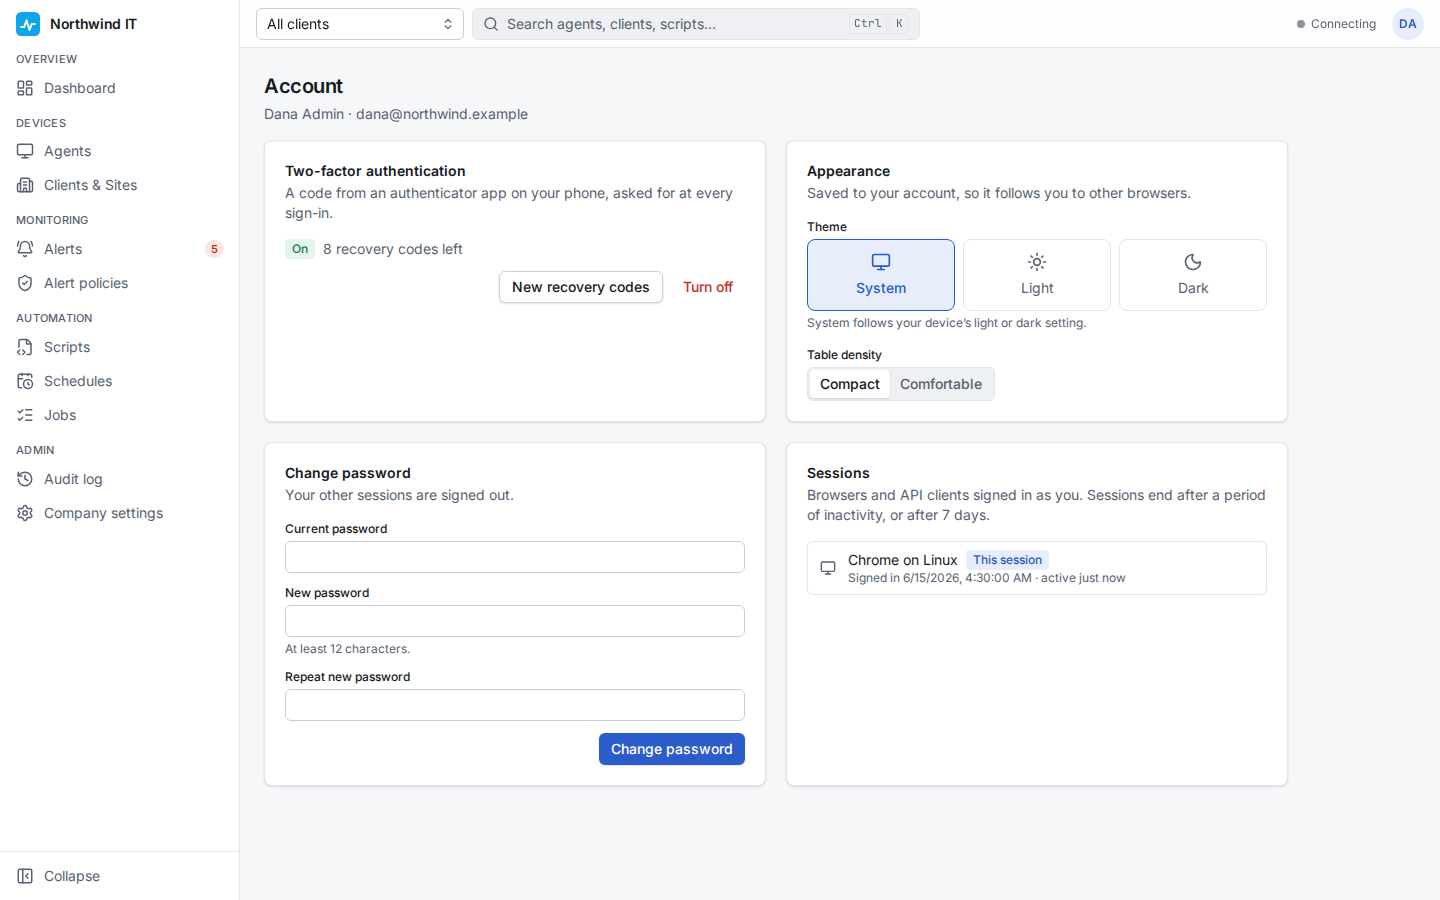 Northwind IT
All clients
Search agents, clients, scripts...
Ctrl K
Connecting
DA
OVERVIEW
Dashboard
DEVICES
Agents
Clients & Sites
MONITORING
Alerts
5
Alert policies
AUTOMATION
Scripts
Schedules
Jobs
ADMIN
Audit log
Company settings
Collapse
Account
Dana Admin · dana@northwind.example
Two-factor authentication
A code from an authenticator app on your phone, asked for at every
sign-in.
On 8 recovery codes left
New recovery codes
Turn off
Appearance
Saved to your account, so it follows you to other browsers.
Theme
System
Light
Dark
System follows your device’s light or dark setting.
Table density
Compact
Comfortable
Change password
Your other sessions are signed out.
Current password
New password
At least 12 characters.
Repeat new password
Change password
Sessions
Browsers and API clients signed in as you. Sessions end after a period
of inactivity, or after 7 days.
Chrome on Linux This session
Signed in 6/15/2026, 4:30:00 AM · active just now